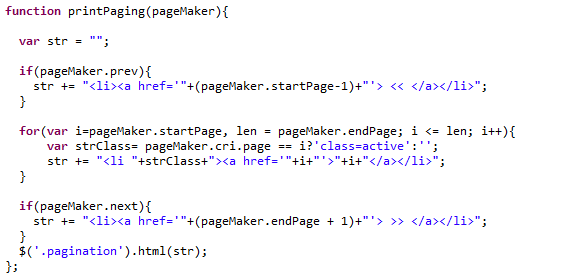 function printPaging(pageMaker){
var str = "";
if(pageMaker.prev){
str += "<li><a href='"+(pageMaker.startPage-1)+"'> << </a></li>";
}
for(var i=pageMaker.startPage, len = pageMaker.endPage; i <= len; i++){
var strClass= pageMaker.cri.page == i?'class=active':'';
str += "<li "+strClass+"><a href='"+i+"'>"+i+"</a></li>";
}
if(pageMaker.next){
str += "<li><a href='"+(pageMaker.endPage + 1)+"'> >> </a></li>";
}
$('.pagination').html(str);
};